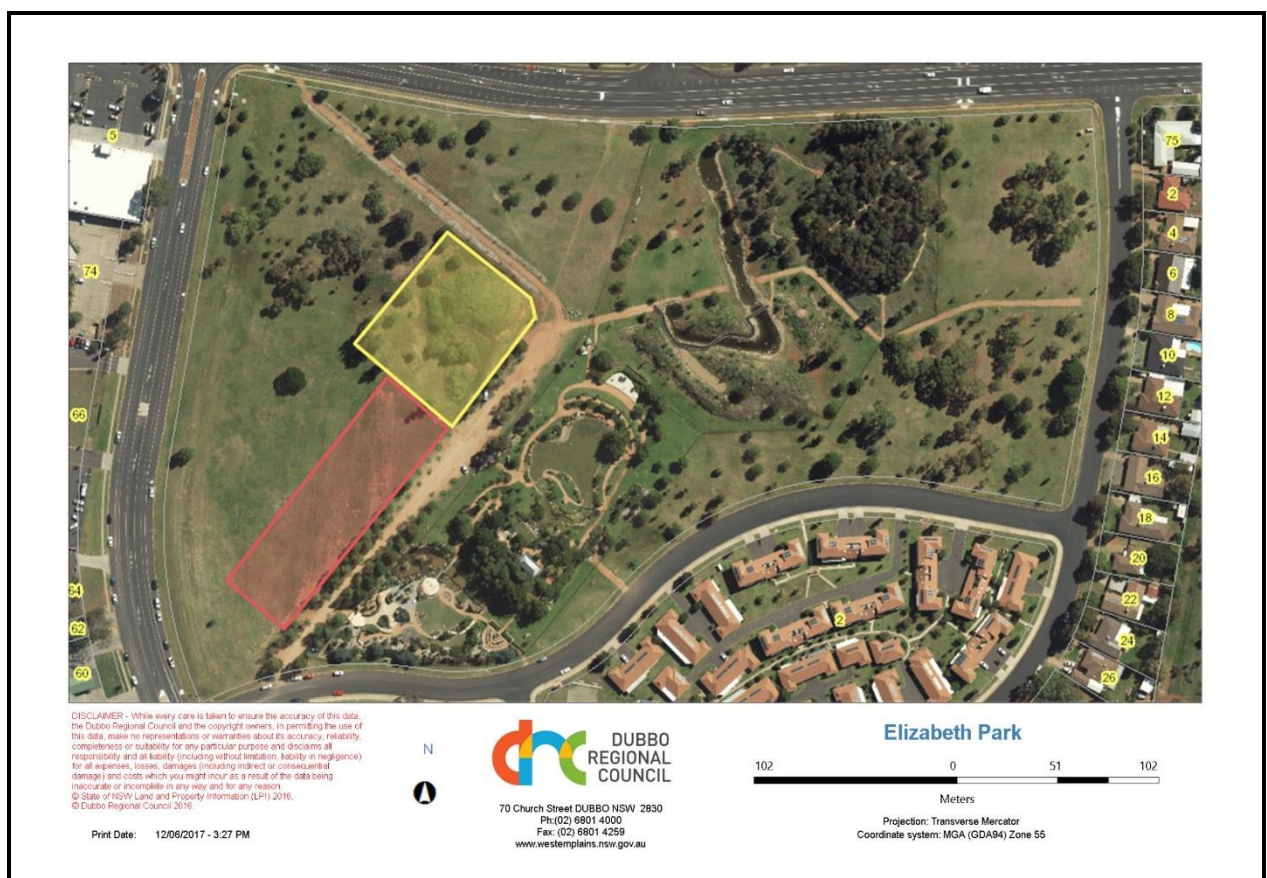 5
74
66
64
62
60
75
2
4
6
8
10
12
14
16
18
20
22
24
26
2
DISCLAIMER - While every care is taken to ensure the accuracy of this data,
the Dubbo Regional Council and the copyright owners, in permitting the use of
this data, make no representations or warranties about its accuracy, reliability,
completeness or suitability for any particular purpose and disclaims all
responsibility and all liability (including without limitation, liability in negligence)
for all expenses, losses, damages (including indirect or consequential
damage) and costs which you might incur as a result of the data being
inaccurate or incomplete in any way and for any reason.
© State of NSW Land and Property Information (LPI) 2016,
© Dubbo Regional Council 2016.
Print Date: 12/06/2017 - 3:27 PM
N
drc
DUBBO
REGIONAL
COUNCIL
70 Church Street DUBBO NSW 2830
Ph:(02) 6801 4000
Fax: (02) 6801 4259
www.westernplains.nsw.gov.au
Elizabeth Park
102 0 51 102
Meters
Projection: Transverse Mercator
Coordinate system: MGA (GDA94) Zone 55